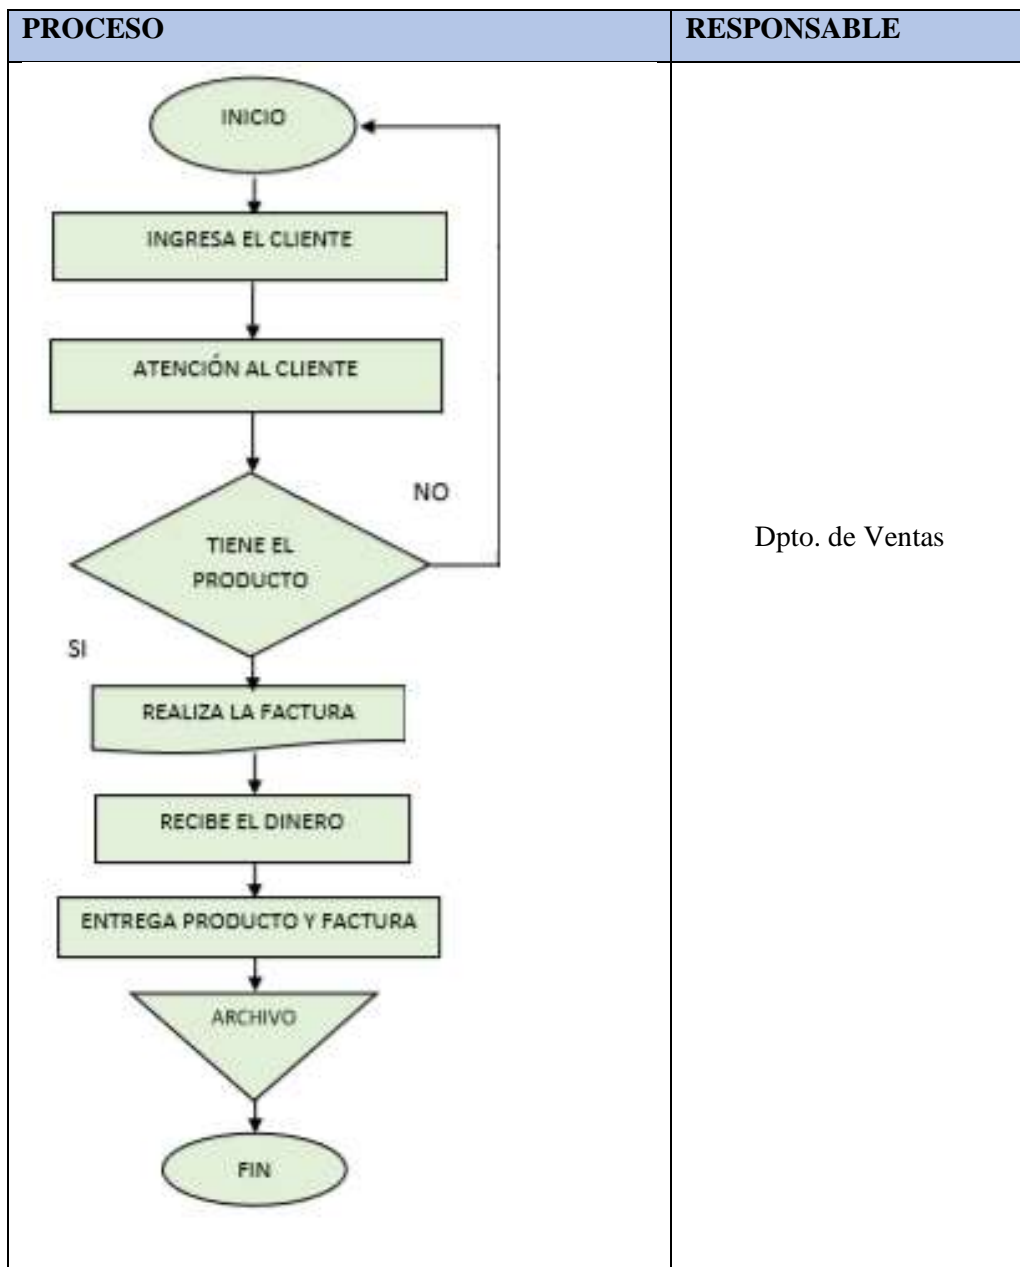 PROCESO
RESPONSABLE
INICIO
INGRESA EL CLIENTE
ATENCIÓN AL CLIENTE
NO
TIENE EL
PRODUCTO
Dpto. de Ventas
SI
REALIZA LA FACTURA
RECIBE EL DINERO
ENTREGA PRODUCTO Y FACTURA
ARCHIVO
FIN